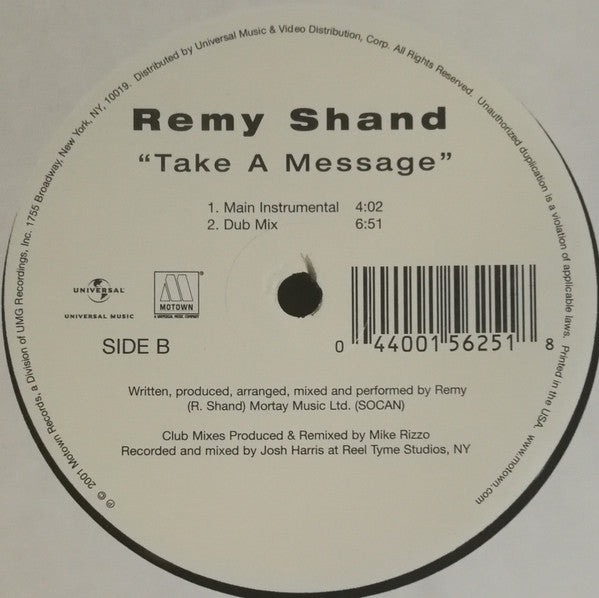 Remy Shand
“Take A Message”
1. Main Instrumental 4:02
2. Dub Mix 6:51
UNIVERSAL
UNIVERSAL MUSIC
M
MOTOWN
A UNIVERSAL MUSIC COMPANY
SIDE B
0 44001 56251 8
Written, produced, arranged, mixed and performed by Remy
(R. Shand) Mortay Music Ltd. (SOCAN)
Club Mixes Produced & Remixed by Mike Rizzo
Recorded and mixed by Josh Harris at Reel Tyme Studios, NY
℗ © 2001 Motown Records, a Division of UMG Recordings, Inc. 1755 Broadway, New York, NY, 10019. Distributed by Universal Music & Video Distribution, Corp. All Rights Reserved. Unauthorized duplication is a violation of applicable laws. Printed in the USA. www.motown.com